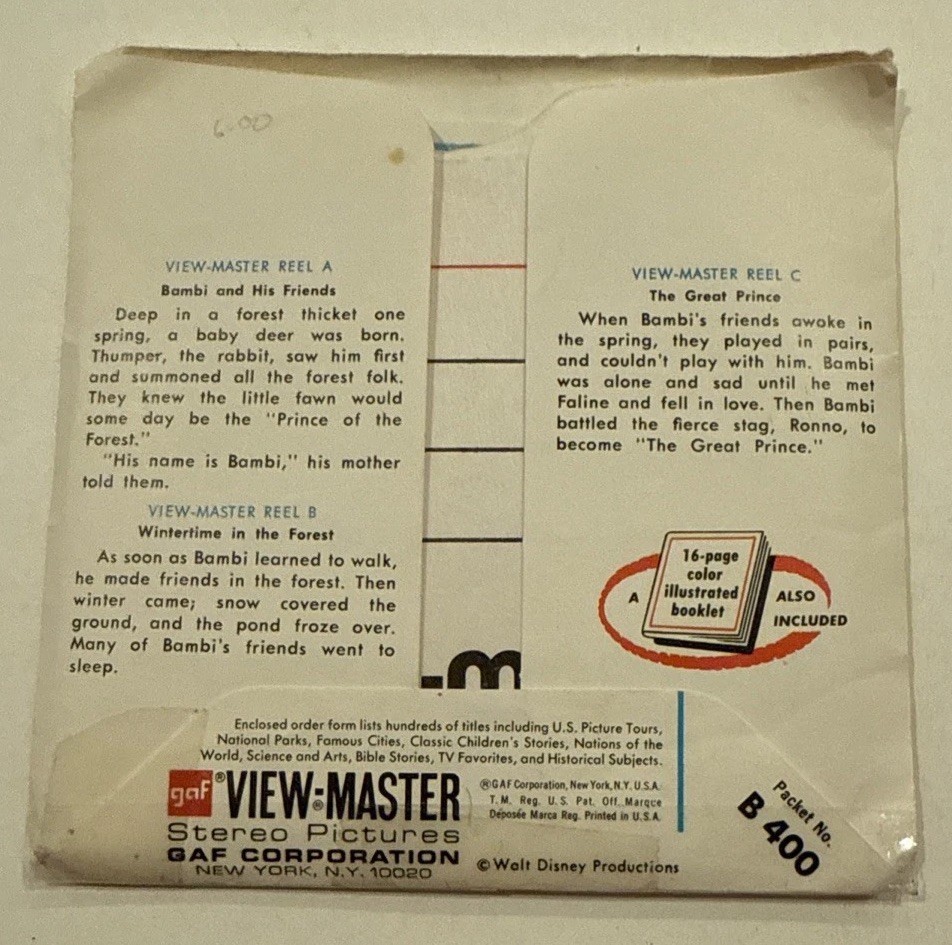 6.00
VIEW-MASTER REEL A
Bambi and His Friends
Deep in a forest thicket one
spring, a baby deer was born.
Thumper, the rabbit, saw him first
and summoned all the forest folk.
They knew the little fawn would
some day be the "Prince of the
Forest."
"His name is Bambi," his mother
told them.
VIEW-MASTER REEL B
Wintertime in the Forest
As soon as Bambi learned to walk,
he made friends in the forest. Then
winter came; snow covered the
ground, and the pond froze over.
Many of Bambi's friends went to
sleep.
VIEW-MASTER REEL C
The Great Prince
When Bambi's friends awoke in
the spring, they played in pairs,
and couldn't play with him. Bambi
was alone and sad until he met
Faline and fell in love. Then Bambi
battled the fierce stag, Ronno, to
become "The Great Prince."
A
16-page
color
illustrated
booklet
ALSO
INCLUDED
-m
Enclosed order form lists hundreds of titles including U.S. Picture Tours,
National Parks, Famous Cities, Classic Children's Stories, Nations of the
World, Science and Arts, Bible Stories, TV Favorites, and Historical Subjects.
gaf ® VIEW-MASTER
®
Stereo Pictures
GAF CORPORATION
NEW YORK, N.Y. 10020
®GAF Corporation, New York, N.Y. U.S.A.
T. M. Reg. U. S. Pat. Off. Marque
Déposée Marca Reg. Printed in U.S.A.
©Walt Disney Productions
Packet No.
B 400